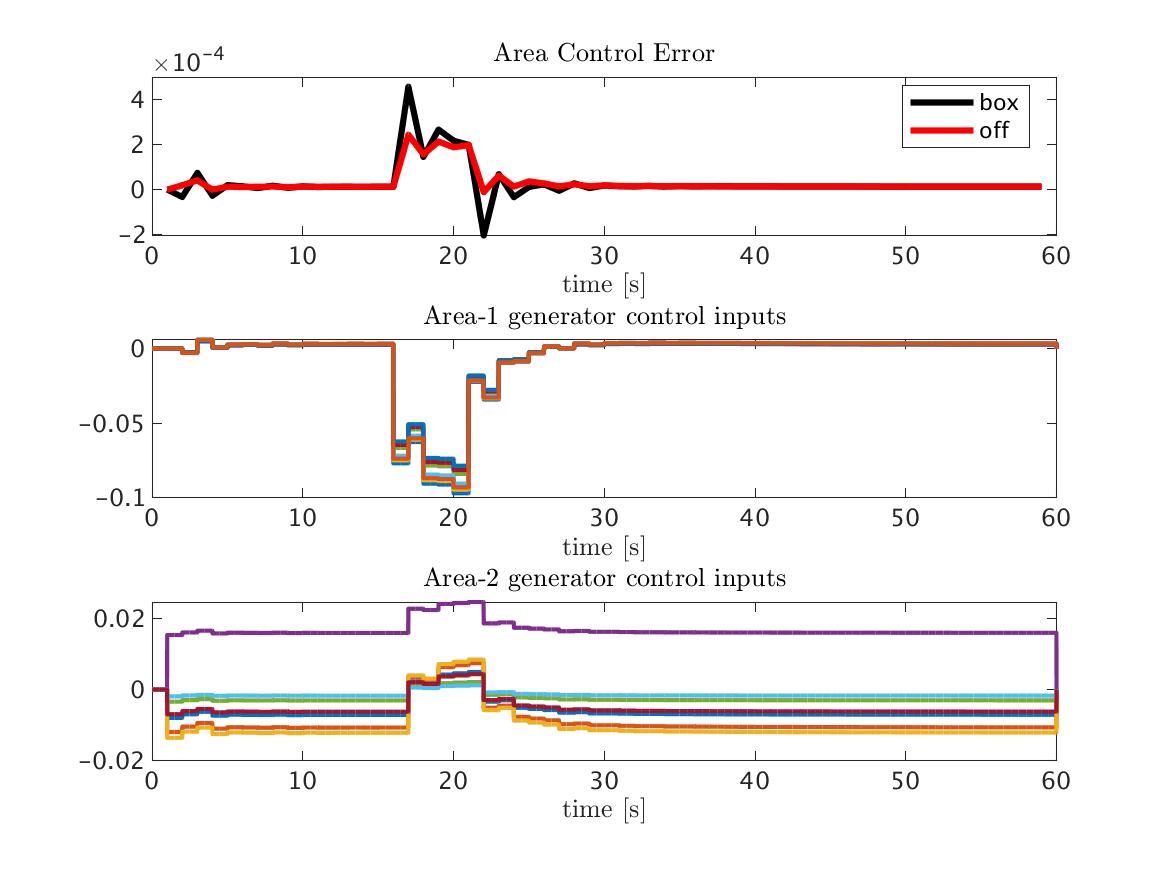 Area Control Error
×10⁻⁴
4
2
0
−2
box
off
0 10 20 30 40 50 60
time [s]
Area-1 generator control inputs
0
−0.05
−0.1
0 10 20 30 40 50 60
time [s]
Area-2 generator control inputs
0.02
0
−0.02
0 10 20 30 40 50 60
time [s]